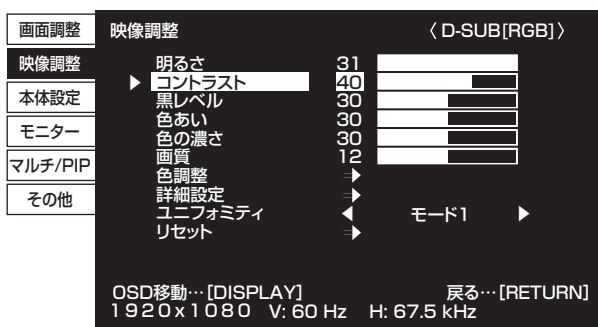 画面調整
映像調整
本体設定
モニター
マルチ/PIP
その他
映像調整 〈D-SUB[RGB]〉
明るさ 31
コントラスト 40
黒レベル 30
色あい 30
色の濃さ 30
画質 12
色調整
詳細設定
ユニフォミティ モード1
リセット
OSD移動…[DISPLAY] 戻る…[RETURN]
1920x1080 V: 60 Hz H: 67.5 kHz